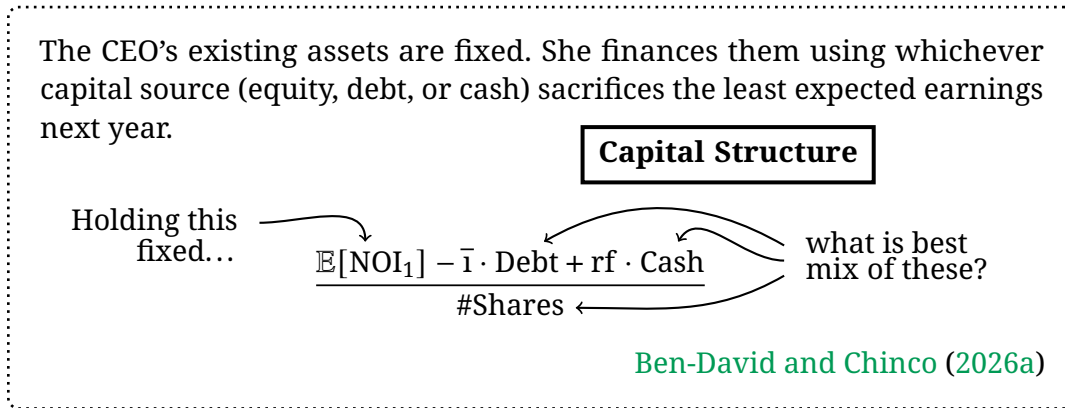 The CEO’s existing assets are fixed. She finances them using whichever
capital source (equity, debt, or cash) sacrifices the least expected earnings
next year.
Capital Structure
Holding this
fixed…
𝔼[NOI₁] − ī · Debt + rf · Cash
#Shares
what is best
mix of these?
Ben-David and Chinco (2026a)